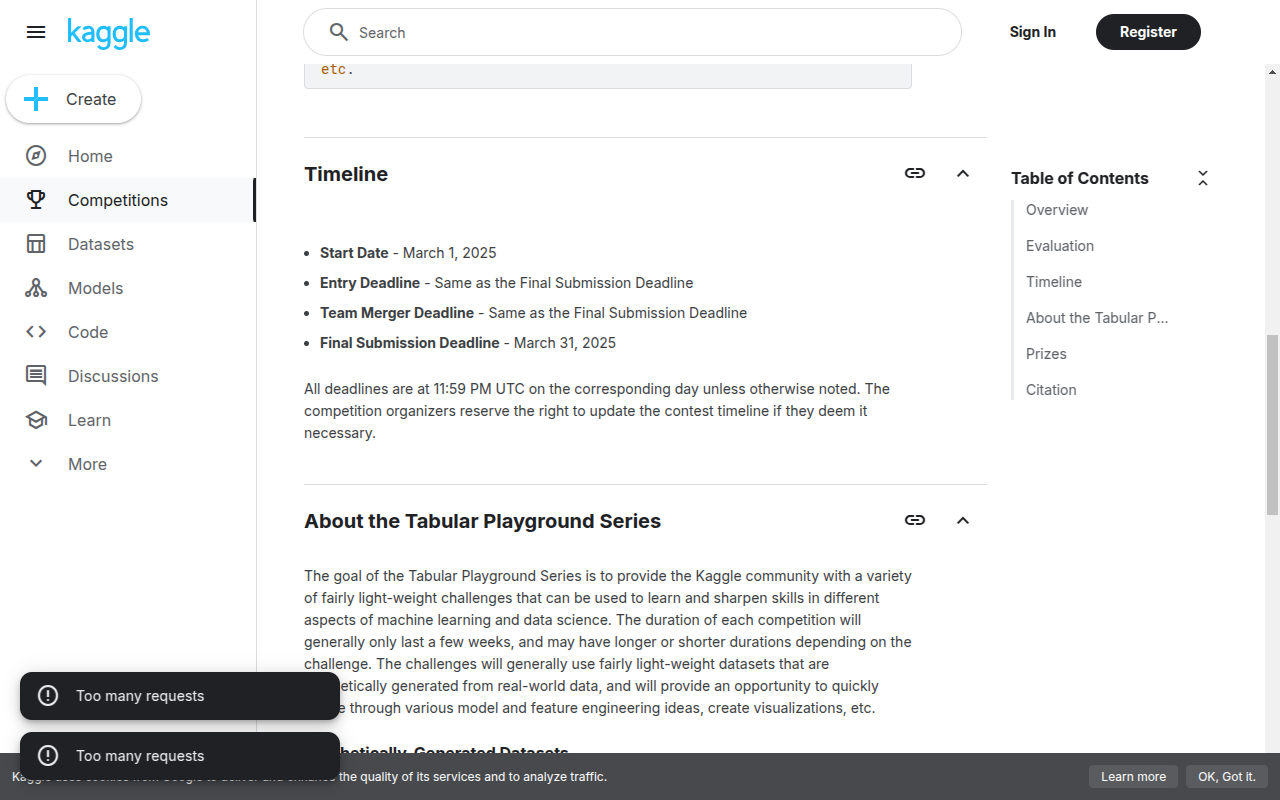 kaggle
Search
Sign In
Register
etc.
Create
Home
Competitions
Datasets
Models
Code
Discussions
Learn
More
Timeline
Start Date - March 1, 2025
Entry Deadline - Same as the Final Submission Deadline
Team Merger Deadline - Same as the Final Submission Deadline
Final Submission Deadline - March 31, 2025
All deadlines are at 11:59 PM UTC on the corresponding day unless otherwise noted. The
competition organizers reserve the right to update the contest timeline if they deem it
necessary.
About the Tabular Playground Series
The goal of the Tabular Playground Series is to provide the Kaggle community with a variety
of fairly light-weight challenges that can be used to learn and sharpen skills in different
aspects of machine learning and data science. The duration of each competition will
generally only last a few weeks, and may have longer or shorter durations depending on the
challenge. The challenges will generally use fairly light-weight datasets that are
etically generated from real-world data, and will provide an opportunity to quickly
through various model and feature engineering ideas, create visualizations, etc.
Table of Contents
Overview
Evaluation
Timeline
About the Tabular P...
Prizes
Citation
Too many requests
Too many requests
the quality of its services and to analyze traffic.
Learn more
OK, Got it.